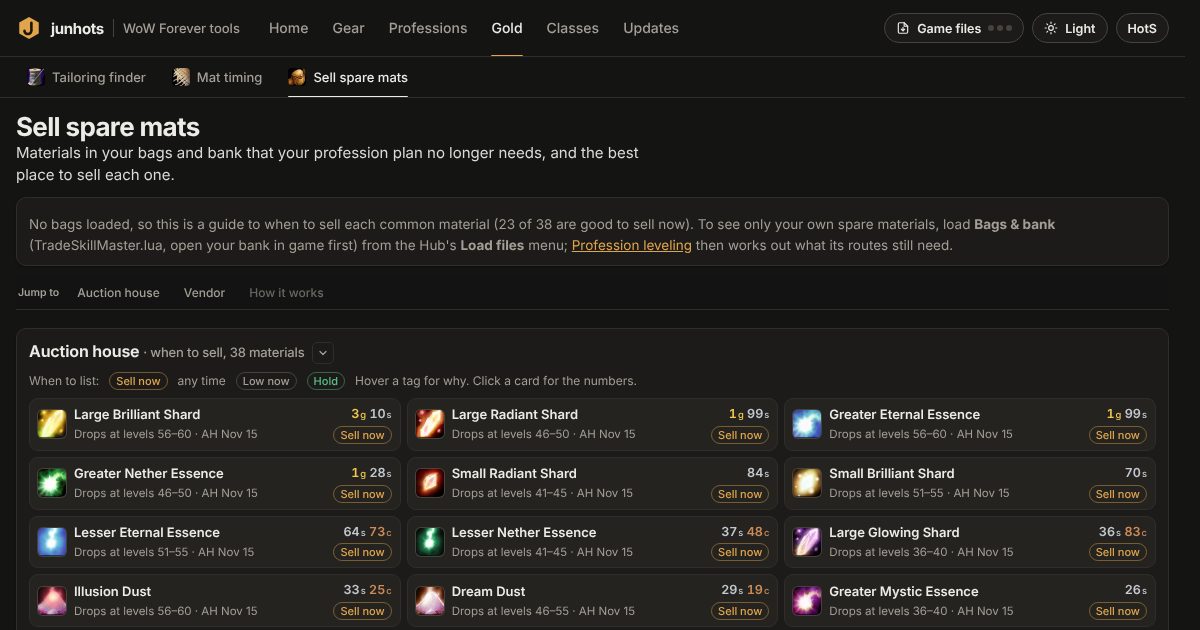 junhots WoW Forever tools Home Gear Professions Gold Classes Updates Game files Light HotS
Tailoring finder Mat timing Sell spare mats
Sell spare mats
Materials in your bags and bank that your profession plan no longer needs, and the best
place to sell each one.
No bags loaded, so this is a guide to when to sell each common material (23 of 38 are good to sell now). To see only your own spare materials, load Bags & bank
(TradeSkillMaster.lua, open your bank in game first) from the Hub's Load files menu; Profession leveling then works out what its routes still need.
Jump to Auction house Vendor How it works
Auction house · when to sell, 38 materials
When to list: Sell now any time Low now Hold Hover a tag for why. Click a card for the numbers.
Large Brilliant Shard 3g 10s
Drops at levels 56–60 · AH Nov 15 Sell now
Large Radiant Shard 1g 99s
Drops at levels 46–50 · AH Nov 15 Sell now
Greater Eternal Essence 1g 99s
Drops at levels 56–60 · AH Nov 15 Sell now
Greater Nether Essence 1g 28s
Drops at levels 46–50 · AH Nov 15 Sell now
Small Radiant Shard 84s
Drops at levels 41–45 · AH Nov 15 Sell now
Small Brilliant Shard 70s
Drops at levels 51–55 · AH Nov 15 Sell now
Lesser Eternal Essence 64s 73c
Drops at levels 51–55 · AH Nov 15 Sell now
Lesser Nether Essence 37s 48c
Drops at levels 41–45 · AH Nov 15 Sell now
Large Glowing Shard 36s 83c
Drops at levels 36–40 · AH Nov 15 Sell now
Illusion Dust 33s 25c
Drops at levels 56–60 · AH Nov 15 Sell now
Dream Dust 29s 19c
Drops at levels 46–55 · AH Nov 15 Sell now
Greater Mystic Essence 26s
Drops at levels 36–40 · AH Nov 15 Sell now